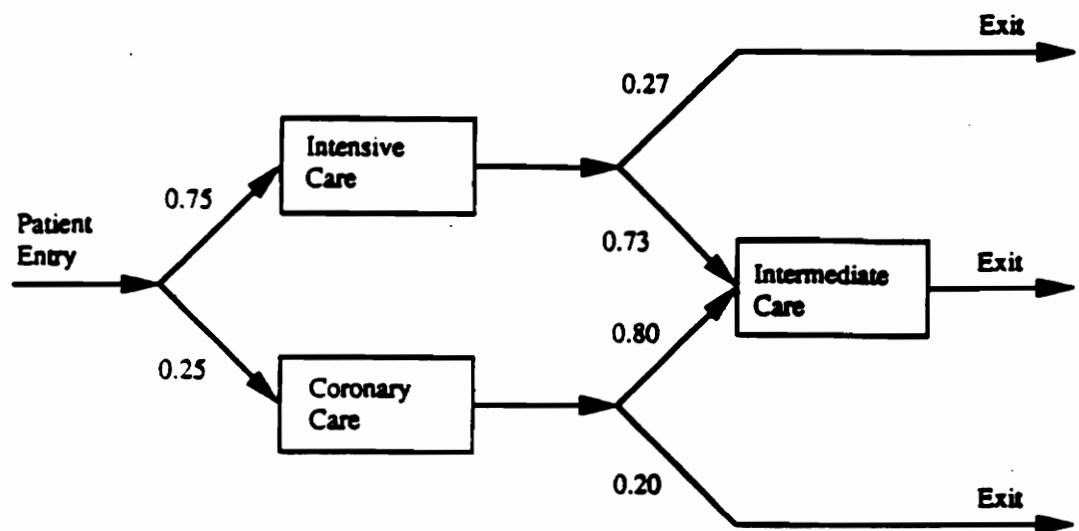 Exit
0.27
Intensive
Care
0.75
Patient
Entry
0.73
Exit
Intermediate
Care
0.80
0.25
Coronary
Care
0.20
Exit